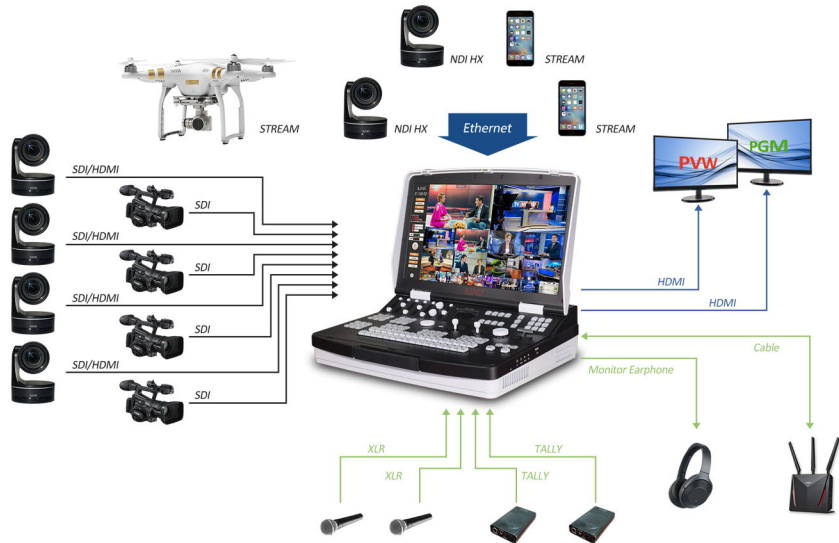 NDI HX
STREAM
STREAM
NDI HX
STREAM
Ethernet
PVW
PGM
SDI/HDMI
SDI
SDI/HDMI
SDI
SDI/HDMI
SDI
SDI/HDMI
SDI
HDMI
HDMI
Cable
Monitor Earphone
XLR
TALLY
XLR
TALLY